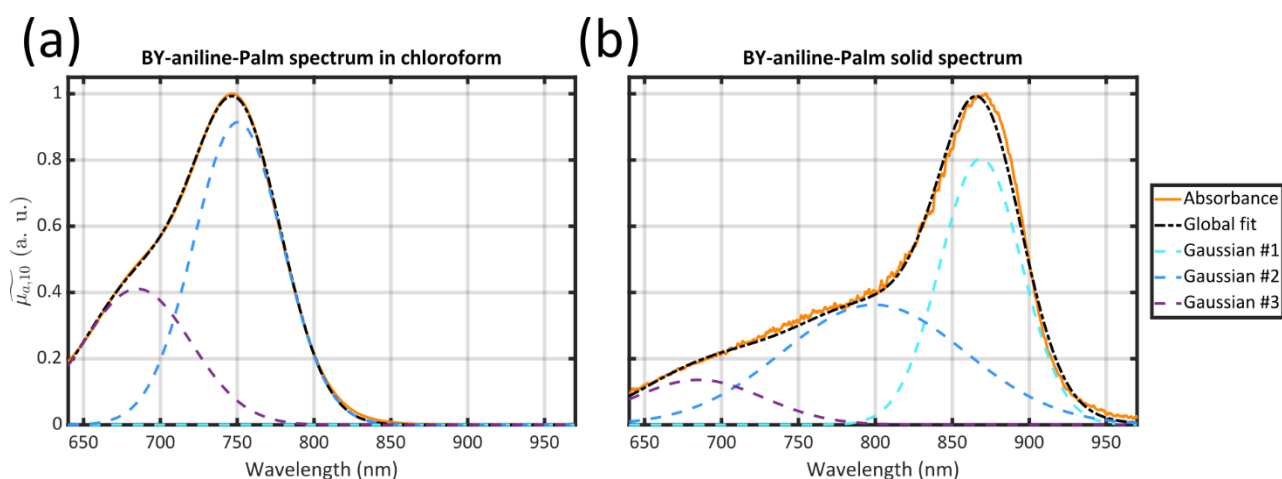 (a)
BY-aniline-Palm spectrum in chloroform
1
0.8
0.6
0.4
0.2
0
650 700 750 800 850 900 950
Wavelength (nm)
μa,10 (a. u.)
(b)
BY-aniline-Palm solid spectrum
650 700 750 800 850 900 950
Wavelength (nm)
Absorbance
Global fit
Gaussian #1
Gaussian #2
Gaussian #3